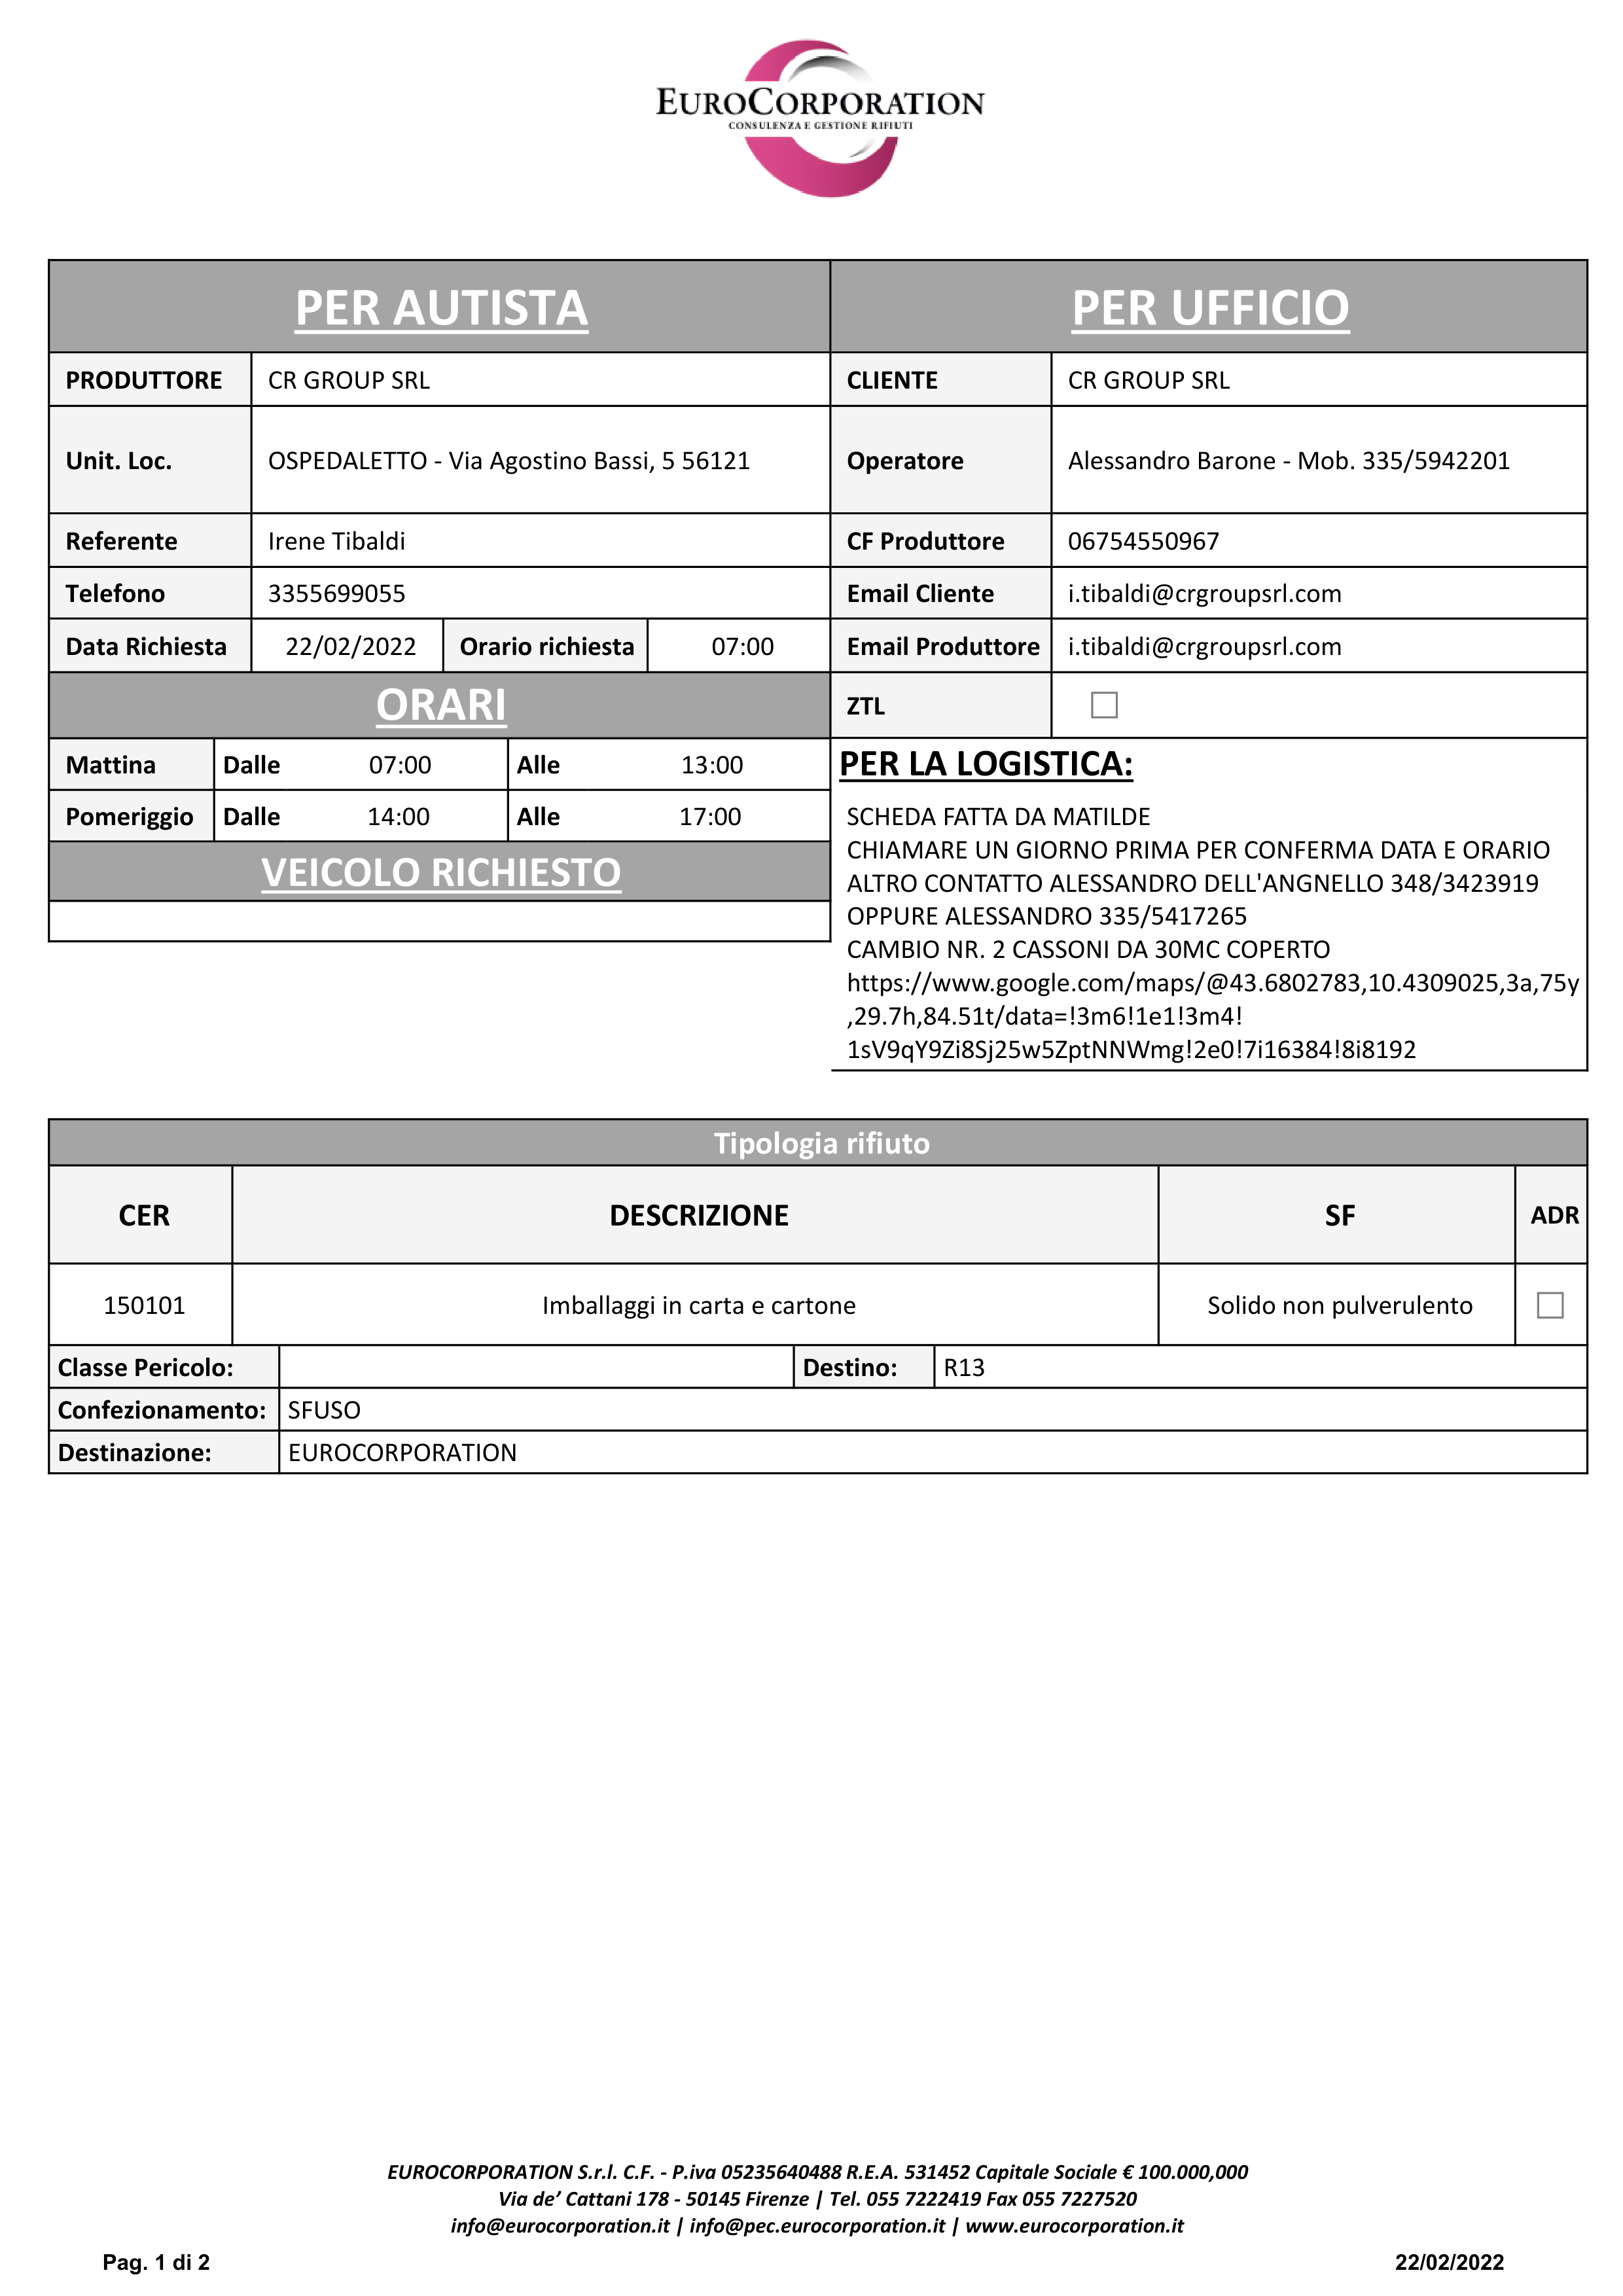 EUROCORPORATION
CONSULENZA E GESTIONE RIFIUTI
PER AUTISTA
PRODUTTORE CR GROUP SRL
Unit. Loc. OSPEDALETTO - Via Agostino Bassi, 5 56121
Referente Irene Tibaldi
Telefono 3355699055
Data Richiesta 22/02/2022 Orario richiesta 07:00
ORARI
Mattina Dalle 07:00 Alle 13:00
Pomeriggio Dalle 14:00 Alle 17:00
VEICOLO RICHIESTO
PER UFFICIO
CLIENTE CR GROUP SRL
Operatore Alessandro Barone - Mob. 335/5942201
CF Produttore 06754550967
Email Cliente i.tibaldi@crgroupsrl.com
Email Produttore i.tibaldi@crgroupsrl.com
ZTL
PER LA LOGISTICA:
SCHEDA FATTA DA MATILDE
CHIAMARE UN GIORNO PRIMA PER CONFERMA DATA E ORARIO
ALTRO CONTATTO ALESSANDRO DELL'ANGNELLO 348/3423919
OPPURE ALESSANDRO 335/5417265
CAMBIO NR. 2 CASSONI DA 30MC COPERTO
https://www.google.com/maps/@43.6802783,10.4309025,3a,75y
,29.7h,84.51t/data=!3m6!1e1!3m4!
1sV9qY9Zi8Sj25w5ZptNNWmg!2e0!7i16384!8i8192
Tipologia rifiuto
CER DESCRIZIONE SF ADR
150101 Imballaggi in carta e cartone Solido non pulverulento
Classe Pericolo: Destino: R13
Confezionamento: SFUSO
Destinazione: EUROCORPORATION
EUROCORPORATION S.r.l. C.F. - P.iva 05235640488 R.E.A. 531452 Capitale Sociale € 100.000,000
Via de’ Cattani 178 - 50145 Firenze | Tel. 055 7222419 Fax 055 7227520
info@eurocorporation.it | info@pec.eurocorporation.it | www.eurocorporation.it
Pag. 1 di 2 22/02/2022